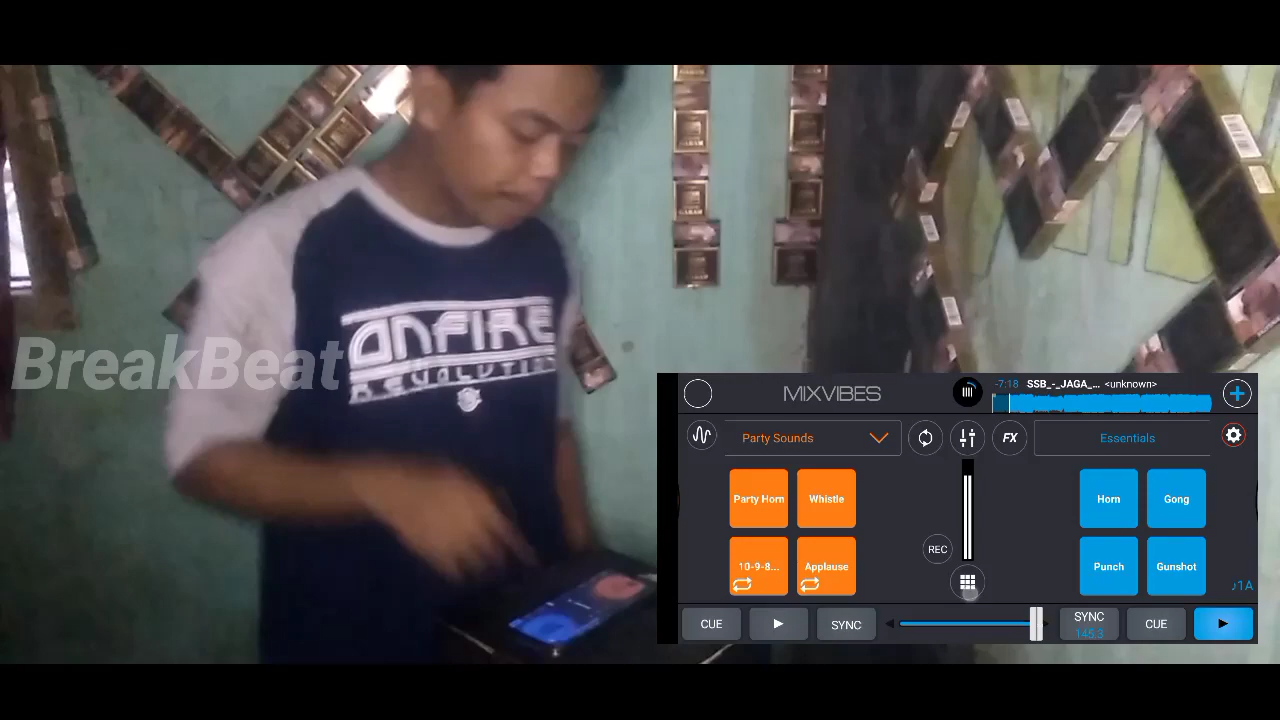 ONFIRE
REVOLUTION
BreakBeat
MIXVIBES
-7:18 SSB_-_JAGA_... <unknown>
Party Sounds
FX
Essentials
Party Horn
Whistle
Horn
Gong
REC
10-9-8...
Applause
Punch
Gunshot
♪1A
CUE
SYNC
SYNC
145.3
CUE